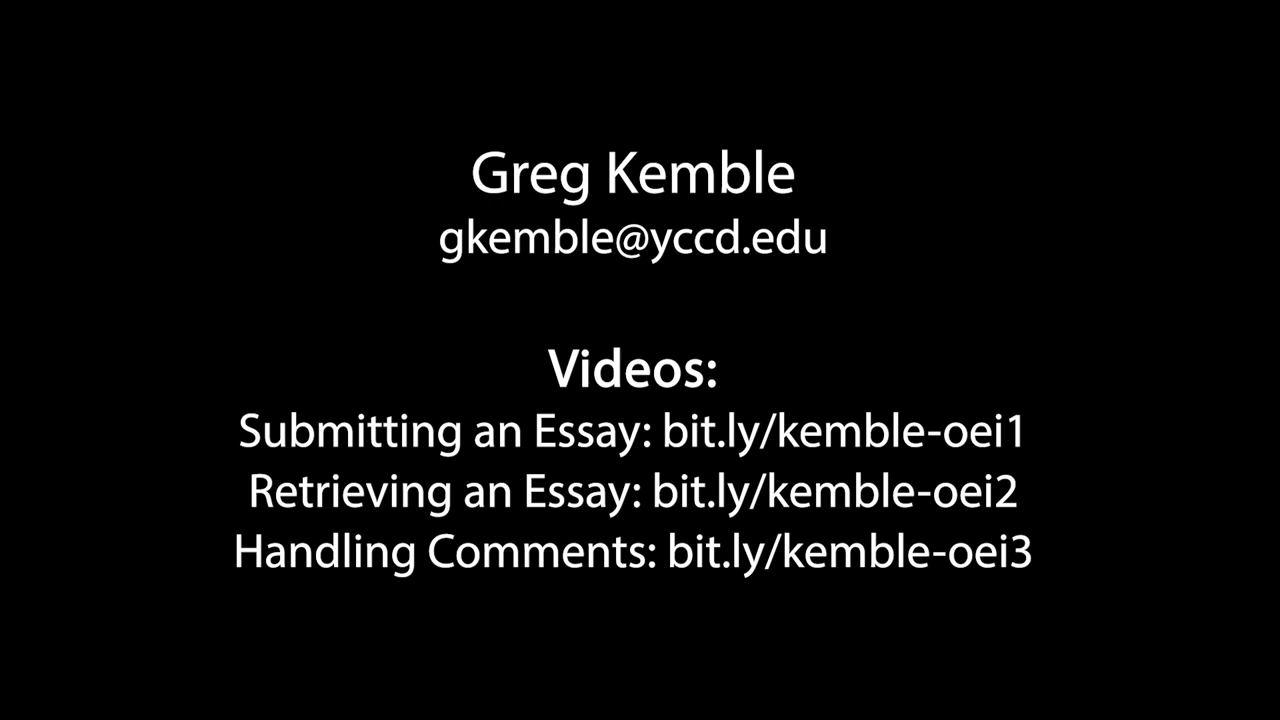 Greg Kemble
gkemble@yccd.edu
Videos:
Submitting an Essay: bit.ly/kemble-oei1
Retrieving an Essay: bit.ly/kemble-oei2
Handling Comments: bit.ly/kemble-oei3